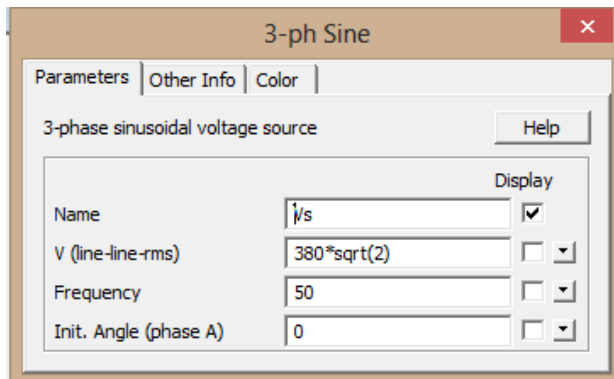 3-ph Sine
Parameters Other Info Color
3-phase sinusoidal voltage source Help
Display
Name Vs
V (line-line-rms) 380*sqrt(2)
Frequency 50
Init. Angle (phase A) 0